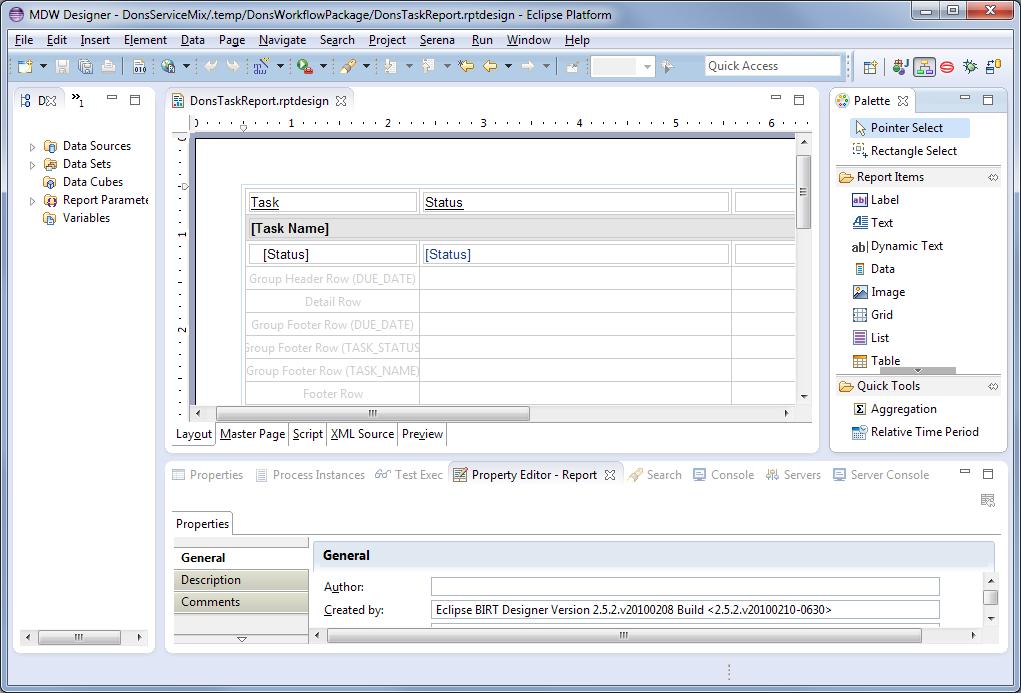 MDW Designer - DonsServiceMix/.temp/DonsWorkflowPackage/DonsTaskReport.rptdesign - Eclipse Platform
File Edit Insert Element Data Page Navigate Search Project Serena Run Window Help
Quick Access
D
»1
DonsTaskReport.rptdesign
Palette
1 2 3 4 5 6
Data Sources
Data Sets
Data Cubes
Report Paramete
Variables
1
2
Task Status
[Task Name]
[Status] [Status]
Group Header Row (DUE_DATE)
Detail Row
Group Footer Row (DUE_DATE)
Group Footer Row (TASK_STATUS
Group Footer Row (TASK_NAME)
Footer Row
Layout Master Page Script XML Source Preview
Pointer Select
Rectangle Select
Report Items
Label
Text
Dynamic Text
Data
Image
Grid
List
Table
Quick Tools
Aggregation
Relative Time Period
Properties Process Instances Test Exec Property Editor - Report Search Console Servers Server Console
Properties
General
Description
Comments
General
Author:
Created by: Eclipse BIRT Designer Version 2.5.2.v20100208 Build <2.5.2.v20100210-0630>